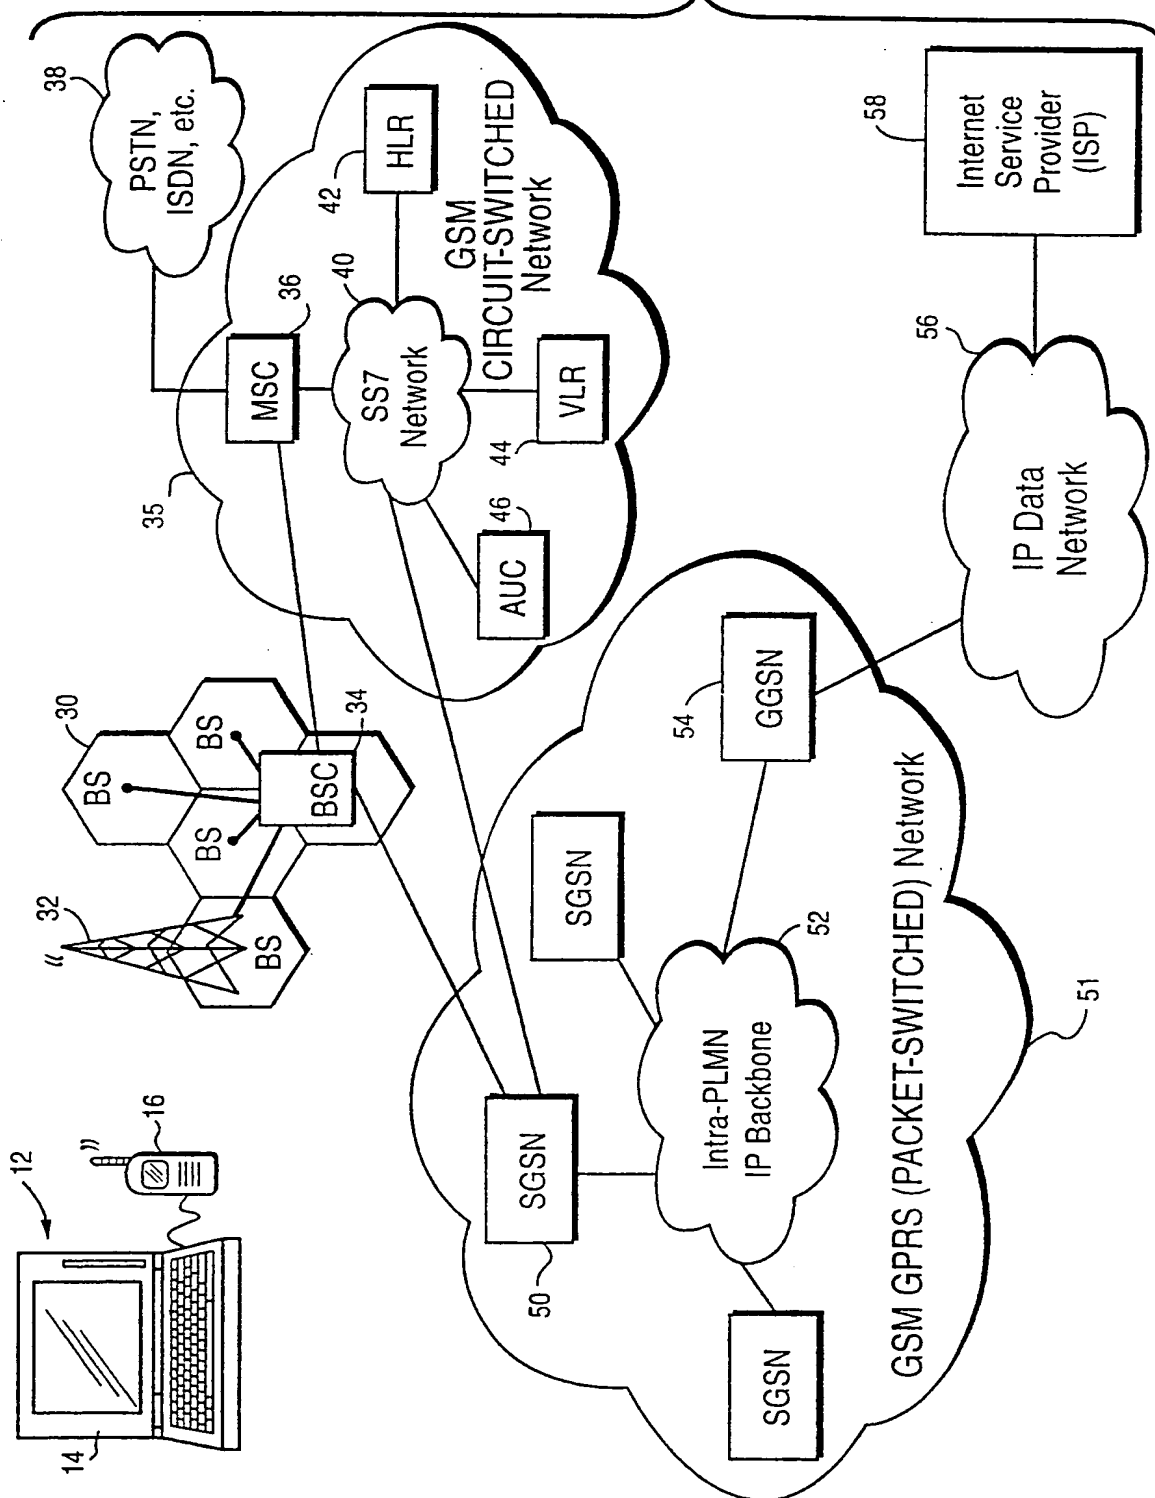 12
14
16
32
BS
BS
30
BS
BS
BSC
34
35
MSC
36
38
PSTN,
ISDN, etc.
SS7
Network
40
42
HLR
44
VLR
46
AUC
GSM
CIRCUIT-SWITCHED
Network
50
SGSN
SGSN
SGSN
Intra-PLMN
IP Backbone
52
54
GGSN
GSM GPRS (PACKET-SWITCHED) Network
51
56
IP Data
Network
58
Internet
Service
Provider
(ISP)